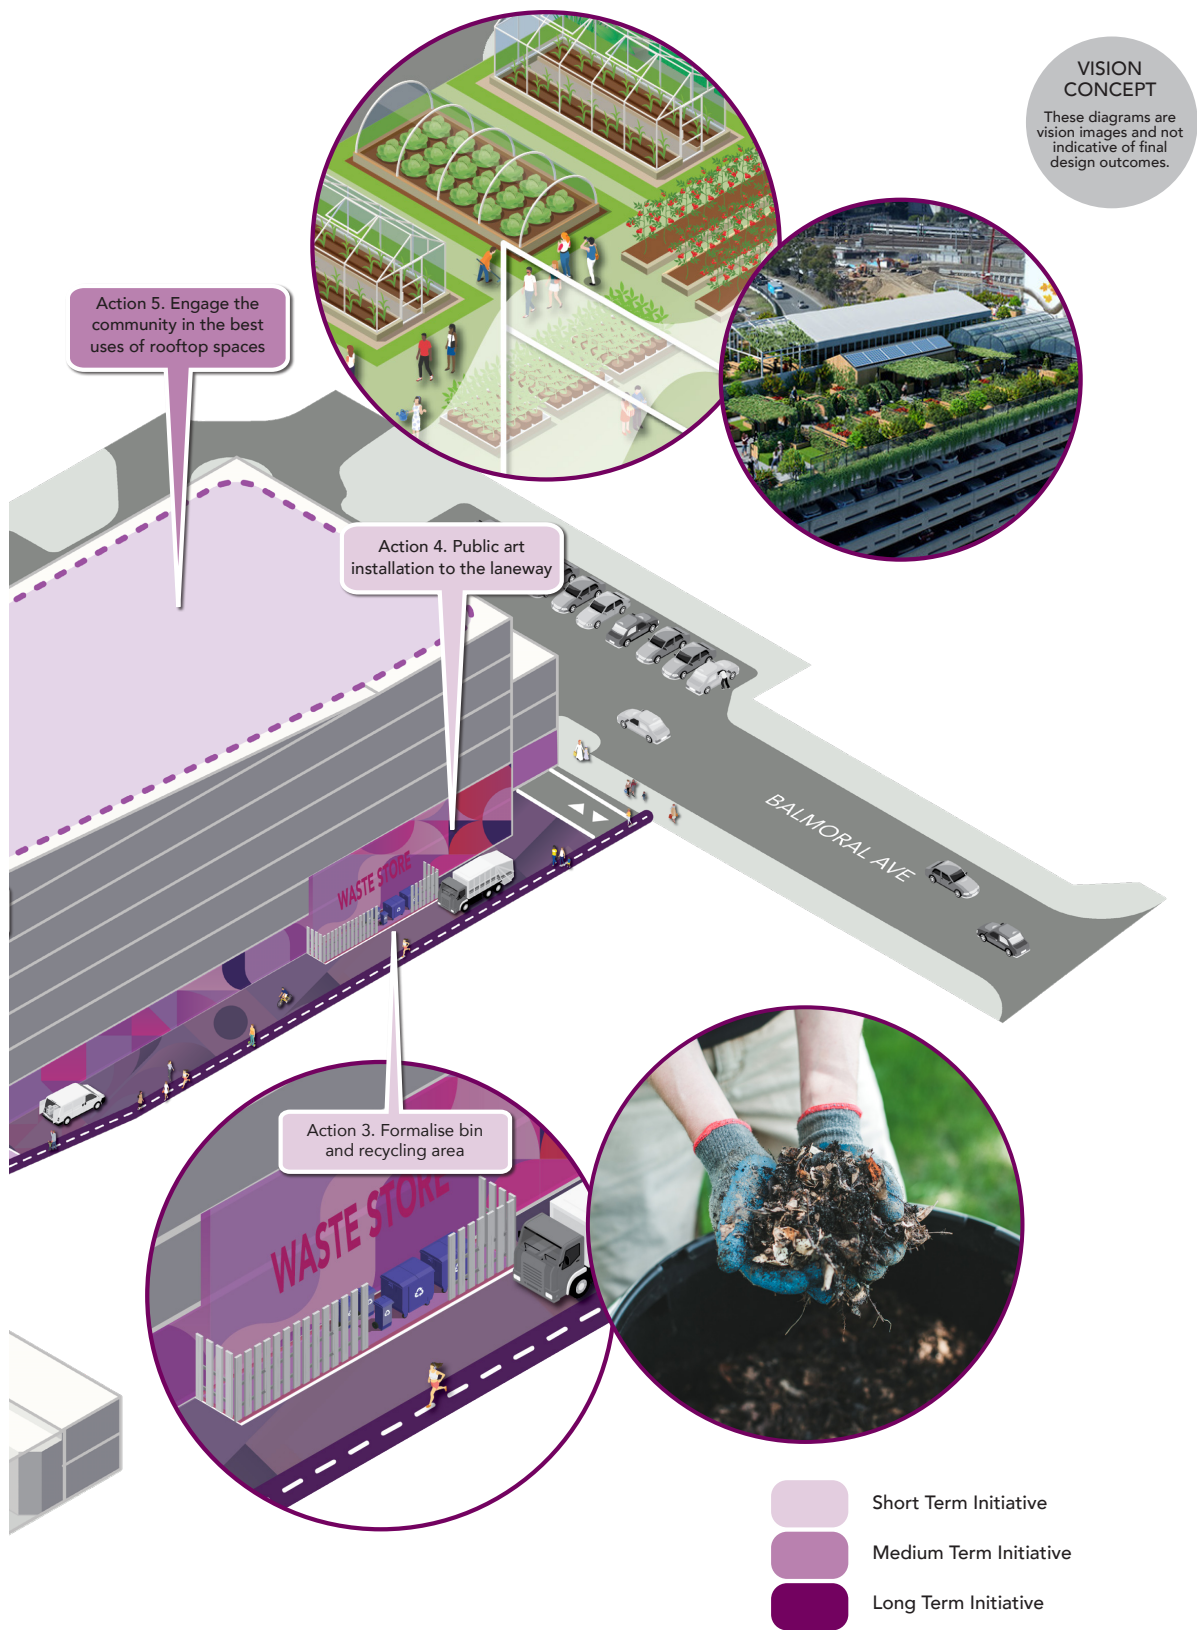 VISION
CONCEPT
These diagrams are
vision images and not
indicative of final
design outcomes.
Action 5. Engage the
community in the best
uses of rooftop spaces
Action 4. Public art
installation to the laneway
BALMORAL AVE
WASTE STORE
Action 3. Formalise bin
and recycling area
WASTE STORE
Short Term Initiative
Medium Term Initiative
Long Term Initiative